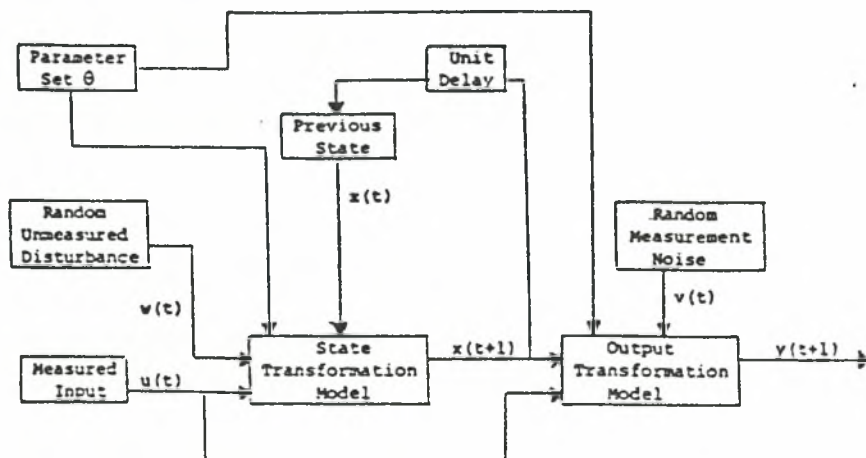 Parameter
Set θ
Unit
Delay
Previous
State
x(t)
Random
Unmeasured
Disturbance
Random
Measurement
Noise
w(t)
v(t)
Measured
Input
u(t)
State
Transformation
Model
x(t+1)
Output
Transformation
Model
y(t+1)